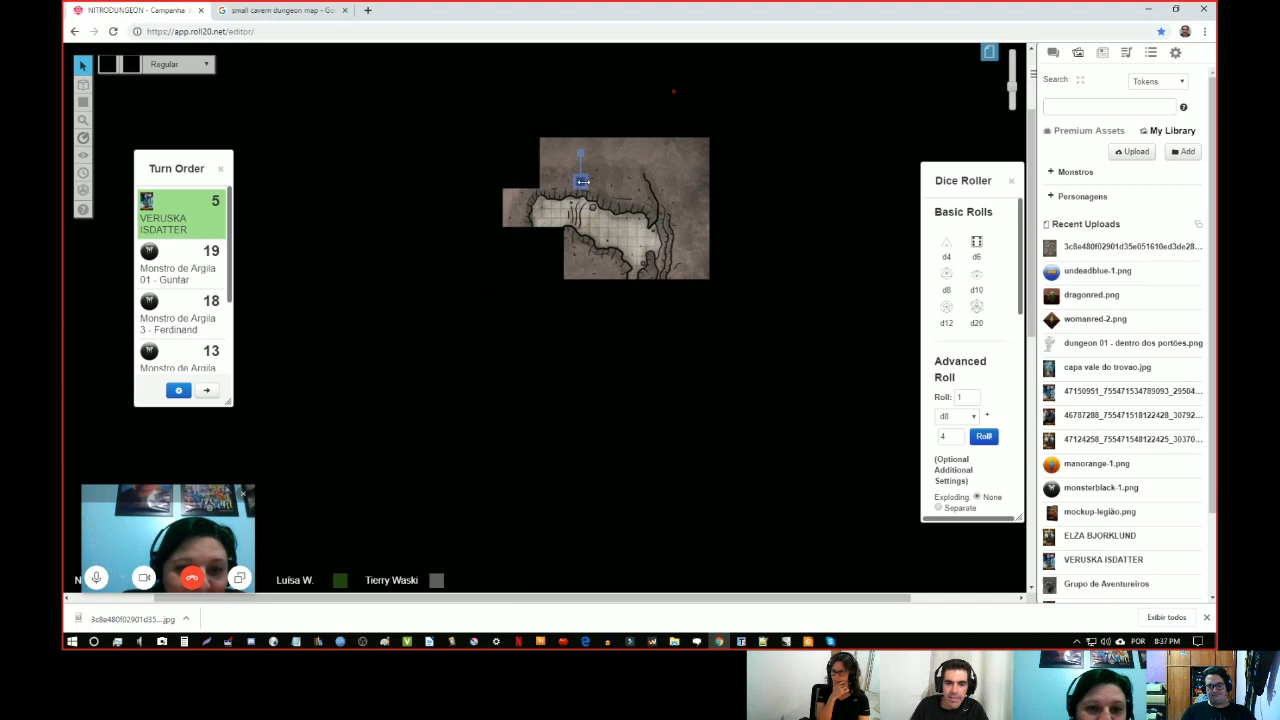 NITRODUNGEON - Campanha:
small cavern dungeon map - Go
https://app.roll20.net/editor/
Regular
Search:
Tokens
Premium Assets
My Library
Upload
Add
Monstros
Personagens
Recent Uploads
3c8e480f02901d35e051610ed3de28...
undeadblue-1.png
dragonred.png
womanred-2.png
dungeon 01 - dentro dos portões.png
capa vale do trovao.jpg
47150951_755471534789093_29504...
46787288_755471518122428_30792...
47124258_755471548122425_30370...
manorange-1.png
monsterblack-1.png
mockup-legião.png
ELZA BJORKLUND
VERUSKA ISDATTER
Grupo de Aventureiros
Turn Order
5
VERUSKA
ISDATTER
19
Monstro de Argila
01 - Guntar
18
Monstro de Argila
3 - Ferdinand
13
Monstro de Argila
Dice Roller
Basic Rolls
d4
d6
d8
d10
d12
d20
Advanced
Roll
Roll:
1
d8
+
4
Roll!
(Optional
Additional
Settings)
Exploding:
None
Separate
N
Luísa W.
Tierry Waski
3c8e480f02901d35....jpg
Exibir todos
POR
8:37 PM